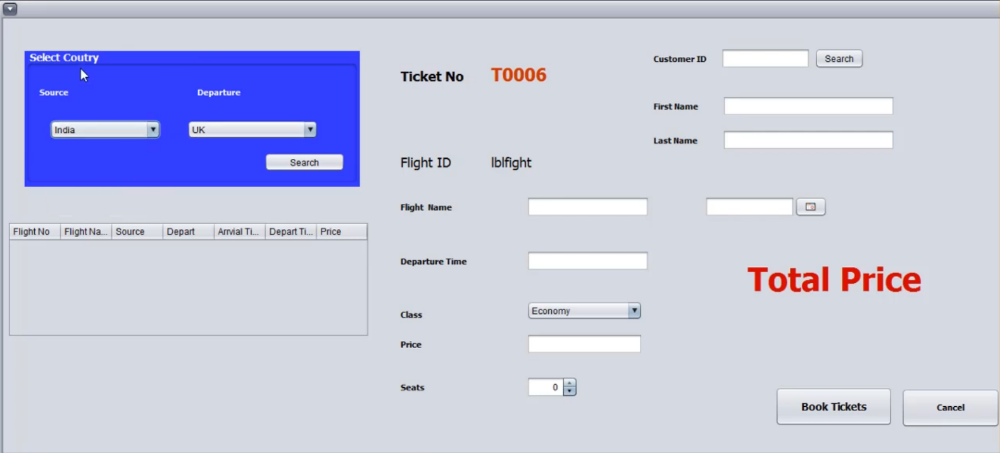 Select Coutry
Source Departure
India UK
Search
Flight No Flight Na... Source Depart Arrvial Ti... Depart Ti... Price
Ticket No T0006
Flight ID lblfight
Flight Name
Departure Time
Class Economy
Price
Seats 0
Customer ID Search
First Name
Last Name
Total Price
Book Tickets Cancel